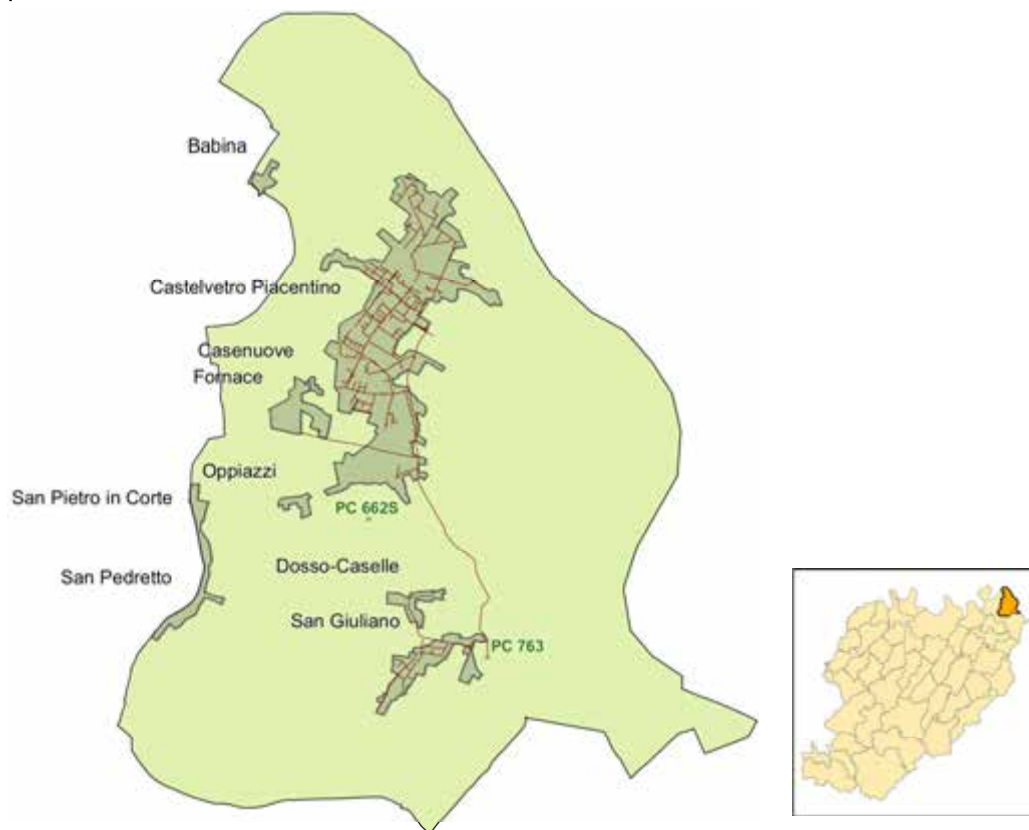 Babina
Castelvetro Piacentino
Casenuove
Fornace
Oppiazzi
San Pietro in Corte
PC 662S
San Pedretto
Dosso-Caselle
San Giuliano
PC 763